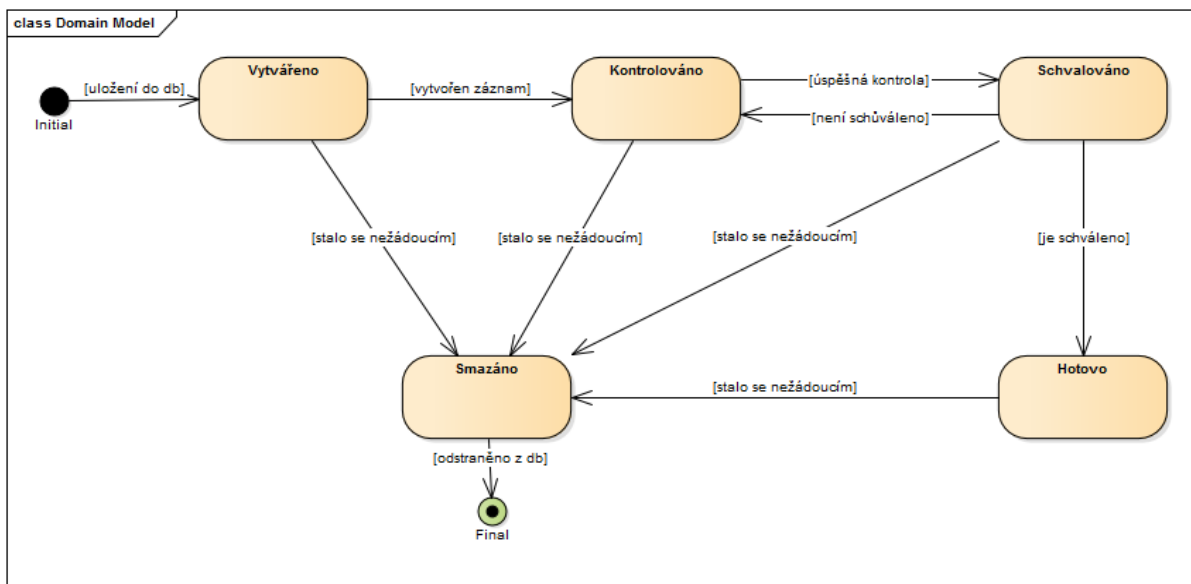 class Domain Model
Vytvářeno
Kontrolováno
Schvalováno
[uložení do db]
[vytvořen záznam]
[úspěšná kontrola]
[není schůváleno]
Initial
[stalo se nežádoucím]
[stalo se nežádoucím]
[stalo se nežádoucím]
[je schváleno]
Smazáno
Hotovo
[stalo se nežádoucím]
[odstraněno z db]
Final